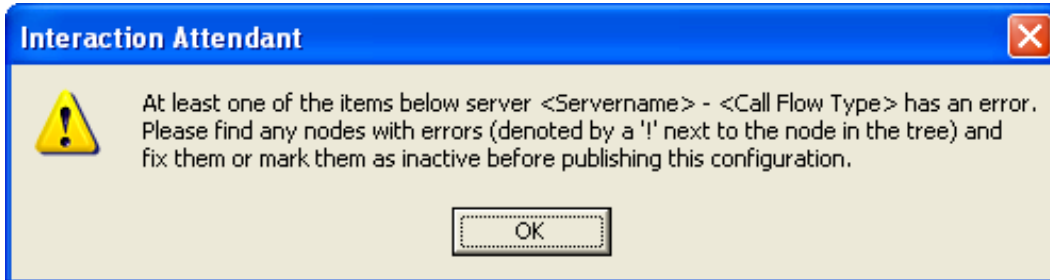 Interaction Attendant
At least one of the items below server <Servername> - <Call Flow Type> has an error.
Please find any nodes with errors (denoted by a '!' next to the node in the tree) and
fix them or mark them as inactive before publishing this configuration.
OK